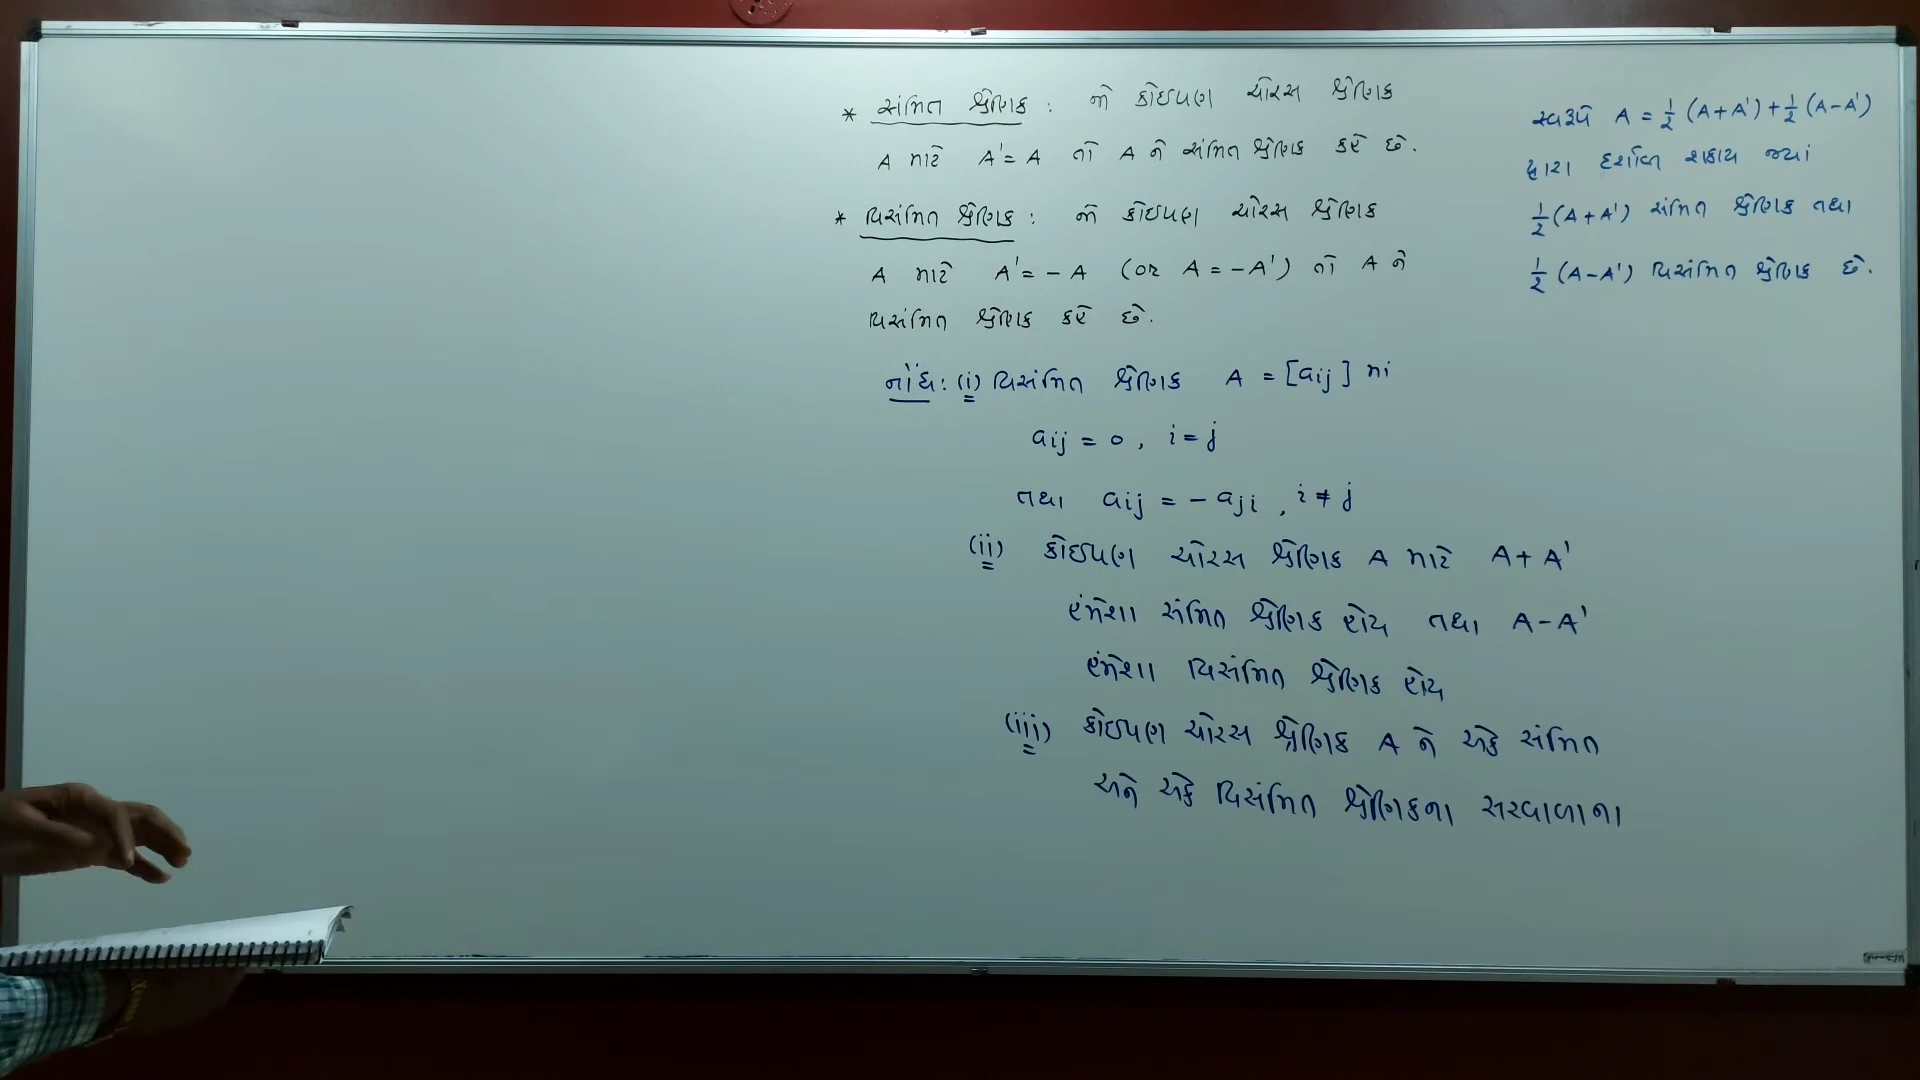 * સંમિત શ્રેણિક : જો કોઈપણ ચોરસ શ્રેણિક
A માટે A' = A તો A ને સંમિત શ્રેણિક કહે છે.
* વિસંમિત શ્રેણિક : જો કોઈપણ ચોરસ શ્રેણિક
A માટે A' = - A (or A = - A') તો A ને
વિસંમિત શ્રેણિક કહે છે.
નોંધ : (i) વિસંમિત શ્રેણિક A = [aij] માં
aij = 0, i = j
તથા aij = - aji , i ≠ j
(ii) કોઈપણ ચોરસ શ્રેણિક A માટે A + A'
હંમેશા સંમિત શ્રેણિક હોય તથા A - A'
હંમેશા વિસંમિત શ્રેણિક હોય
(iii) કોઈપણ ચોરસ શ્રેણિક A ને એક સંમિત
અને એક વિસંમિત શ્રેણિકના સરવાળાના
સ્વરૂપે A = 1/2 (A+A') + 1/2 (A-A')
દ્વારા દર્શાવી શકાય જ્યાં
1/2 (A+A') સંમિત શ્રેણિક તથા
1/2 (A-A') વિસંમિત શ્રેણિક છે.